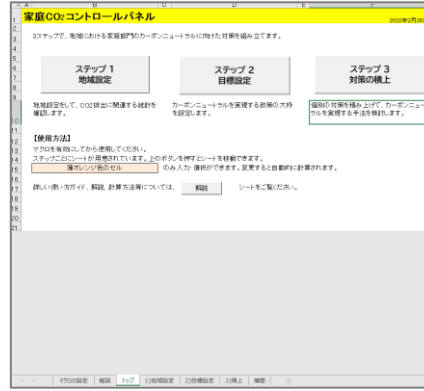 家庭CO2コントロールパネル
2022年2月28
3ステップで、地域における家庭部門のカーボンニュートラルに向けた対策を組み立てます。
ステップ 1
地域設定
ステップ 2
目標設定
ステップ 3
対策の積上
地域設定をして、CO2排出に関連する統計を
確認します。
カーボンニュートラルを実現する政策の大枠
を設定します。
個別の対策を積み上げて、カーボンニュー
トラルを実現する手法を検討します。
【使用方法】
マクロを有効にしてから使用してください。
ステップごとにシートが用意されています。上のボタンを押すとシートを移動できます。
薄オレンジ色のセル のみ入力・選択ができます。変更すると自動的に計算されます。
詳しい使い方ガイド、解説、計算方法等については、 解説 シートをご覧ください。
マクロの設定 解説 トップ 1)地域設定 2)目標設定 3)積上